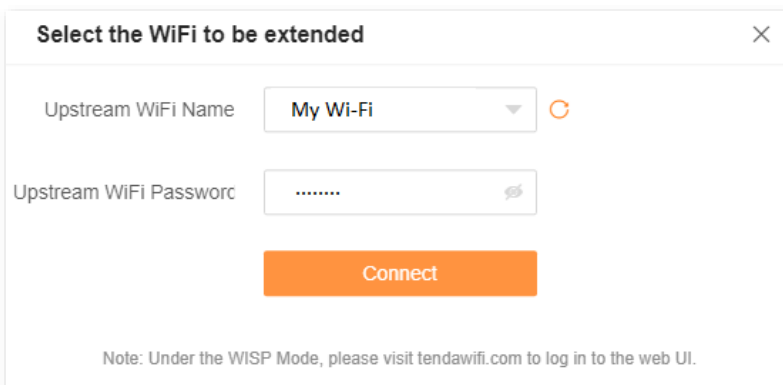 Select the WiFi to be extended
Upstream WiFi Name
My Wi-Fi
Upstream WiFi Password
........
Connect
Note: Under the WISP Mode, please visit tendawifi.com to log in to the web UI.